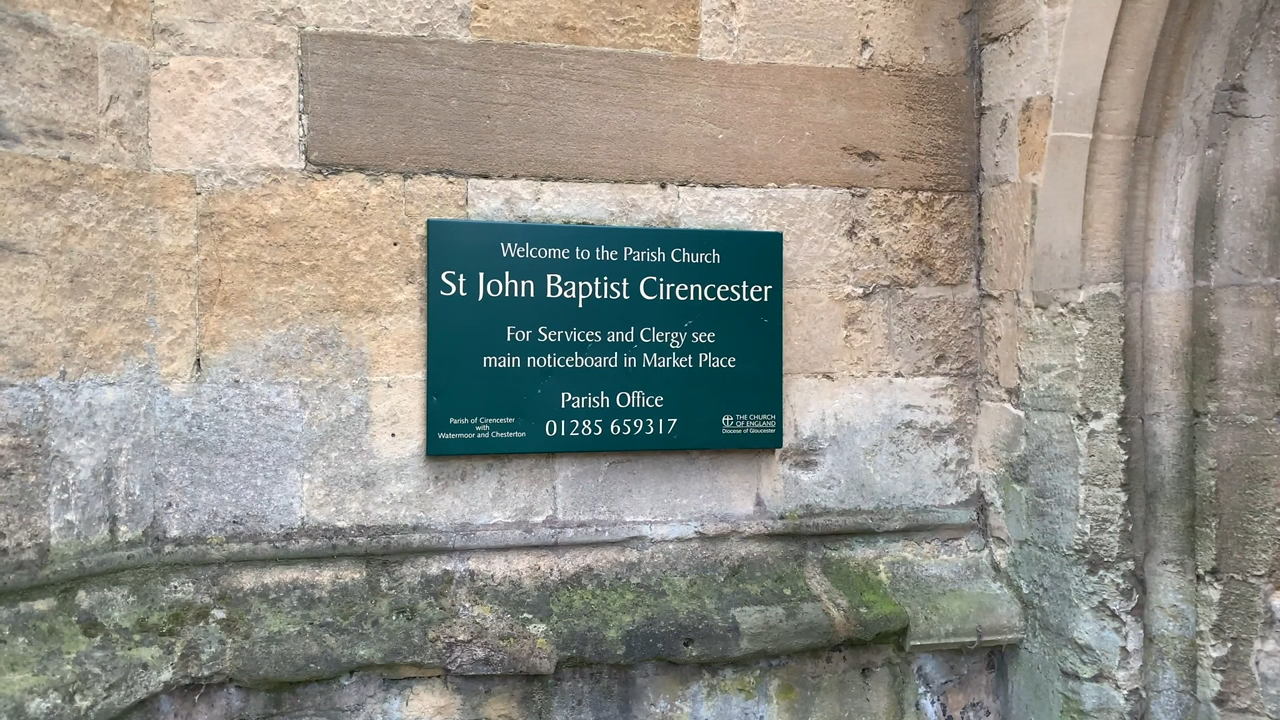 Welcome to the Parish Church
St John Baptist Cirencester
For Services and Clergy see
main noticeboard in Market Place
Parish Office
01285 659317
Parish of Cirencester
with
Watermoor and Chesterton
THE CHURCH
OF ENGLAND
Diocese of Gloucester